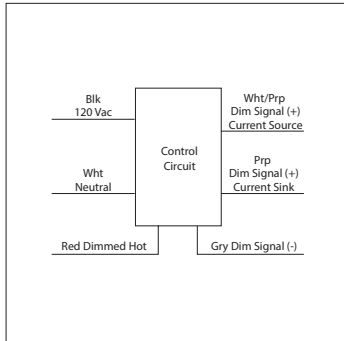 Blk
120 Vac
Wht/Prp
Dim Signal (+)
Current Source
Control
Circuit
Wht
Neutral
Prp
Dim Signal (+)
Current Sink
Red Dimmed Hot
Gry Dim Signal (-)